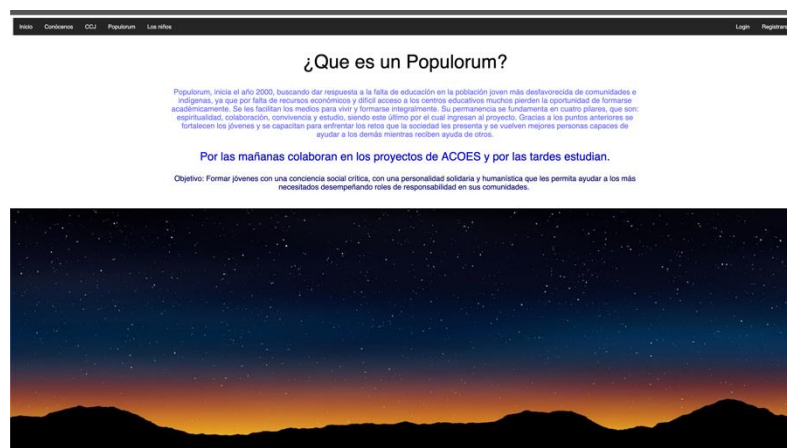 Inicio Conócenos CCJ Populorum Los niños Login Registrars
¿Que es un Populorum?
Populorum, inicia el año 2000, buscando dar respuesta a la falta de educación en la población joven más desfavorecida de comunidades e
indígenas, ya que por falta de recursos económicos y difícil acceso a los centros educativos muchos pierden la oportunidad de formarse
académicamente. Se les facilitan los medios para vivir y formarse integralmente. Su permanencia se fundamenta en cuatro pilares, que son:
espiritualidad, colaboración, convivencia y estudio, siendo este último por el cual ingresan al proyecto. Gracias a los puntos anteriores se
fortalecen los jóvenes y se capacitan para enfrentar los retos que la sociedad les presenta y se vuelven mejores personas capaces de
ayudar a los demás mientras reciben ayuda de otros.
Por las mañanas colaboran en los proyectos de ACOES y por las tardes estudian.
Objetivo: Formar jóvenes con una conciencia social crítica, con una personalidad solidaria y humanística que les permita ayudar a los más
necesitados desempeñando roles de responsabilidad en sus comunidades.